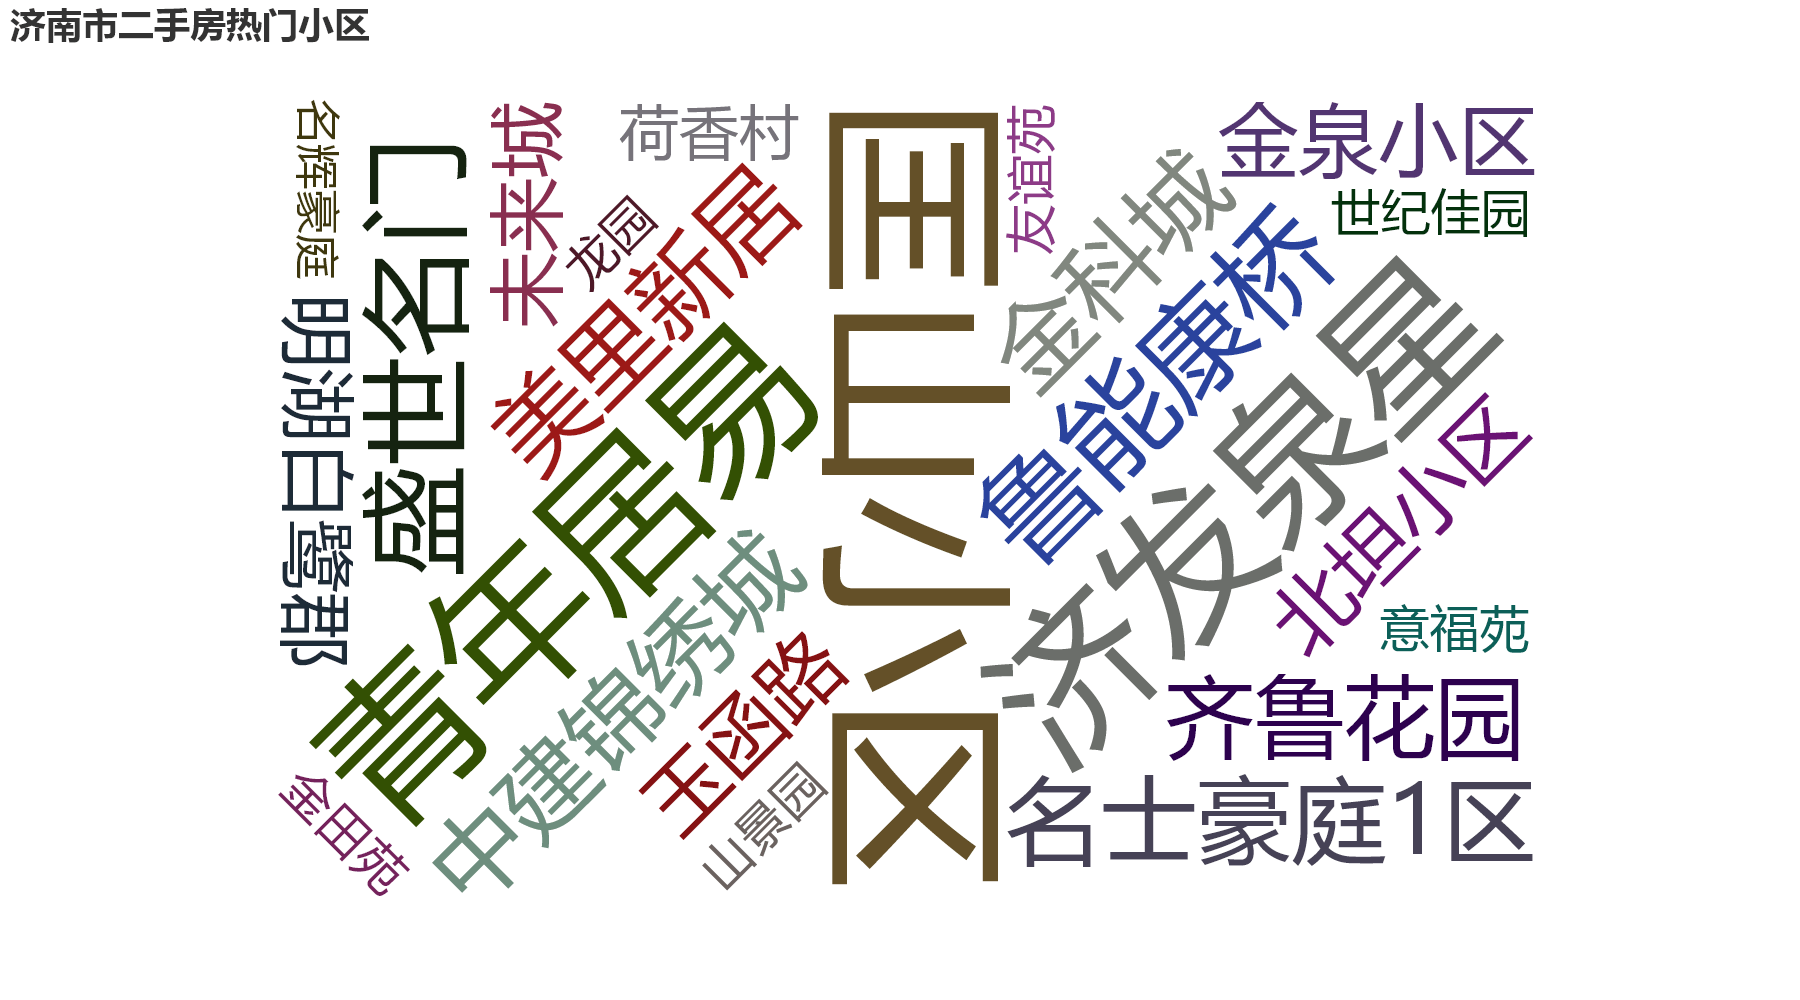 济南市二手房热门小区
名辉豪庭
未来城
荷香村
友谊苑
金泉小区
世纪佳园
龙园
盛世名门
美里新居
匡山小区
金科城
鲁能康桥
明湖白鹭郡
青年居易
济发泉星
北坦小区
意福苑
中建锦绣城
玉函路
齐鲁花园
金田苑
山景园
名士豪庭1区